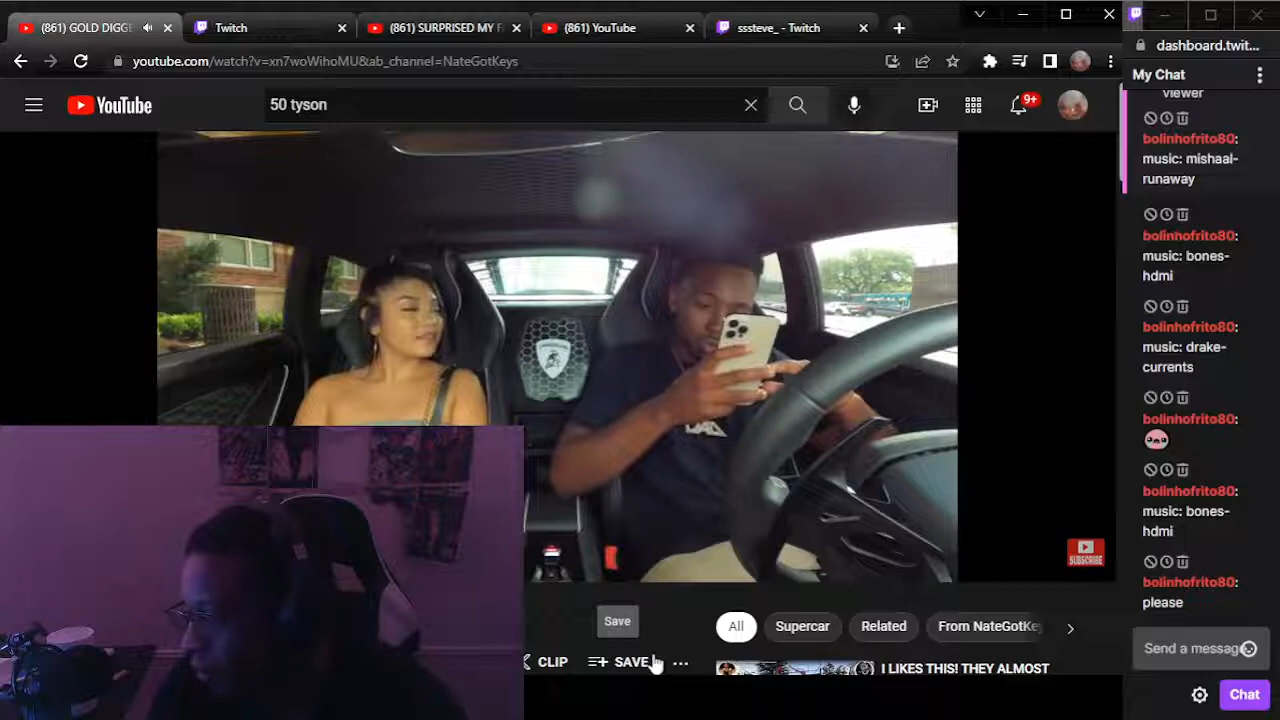 (861) GOLD DIGG
Twitch
(861) SURPRISED MY F
(861) YouTube
sssteve_ - Twitch
youtube.com/watch?v=xn7woWihoMU&ab_channel=NateGotKeys
dashboard.twit...
YouTube
50 tyson
9+
My Chat
viewer
bolinhofrito80:
music: mishaal-
runaway
bolinhofrito80:
music: bones-
hdmi
bolinhofrito80:
music: drake-
currents
bolinhofrito80:
bolinhofrito80:
music: bones-
hdmi
bolinhofrito80:
please
SUBSCRIBE
Save
All
Supercar
Related
From NateGotKey
CLIP
SAVE
...
I LIKES THIS! THEY ALMOST
Send a message
Chat